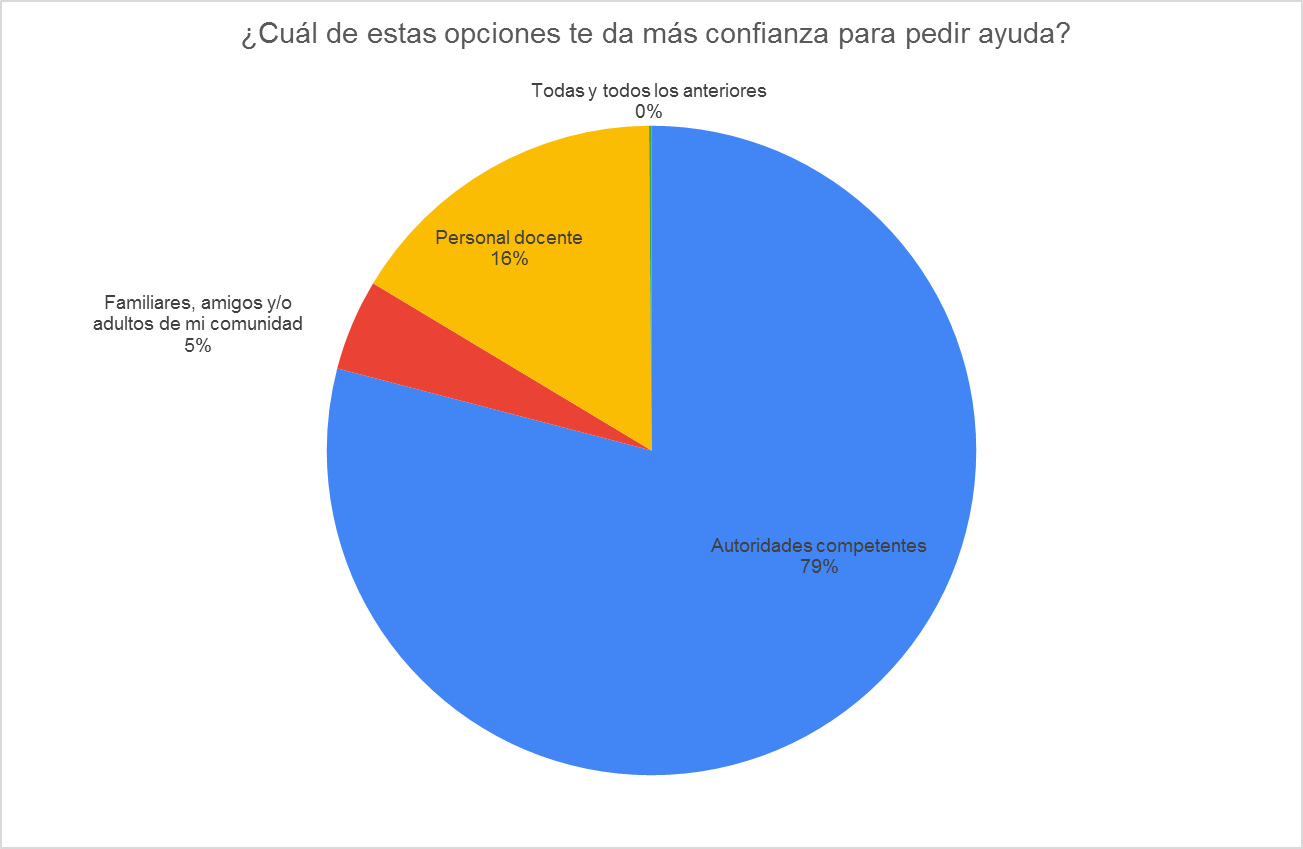 ¿Cuál de estas opciones te da más confianza para pedir ayuda?
Todas y todos los anteriores
0%
Personal docente
16%
Familiares, amigos y/o
adultos de mi comunidad
5%
Autoridades competentes
79%